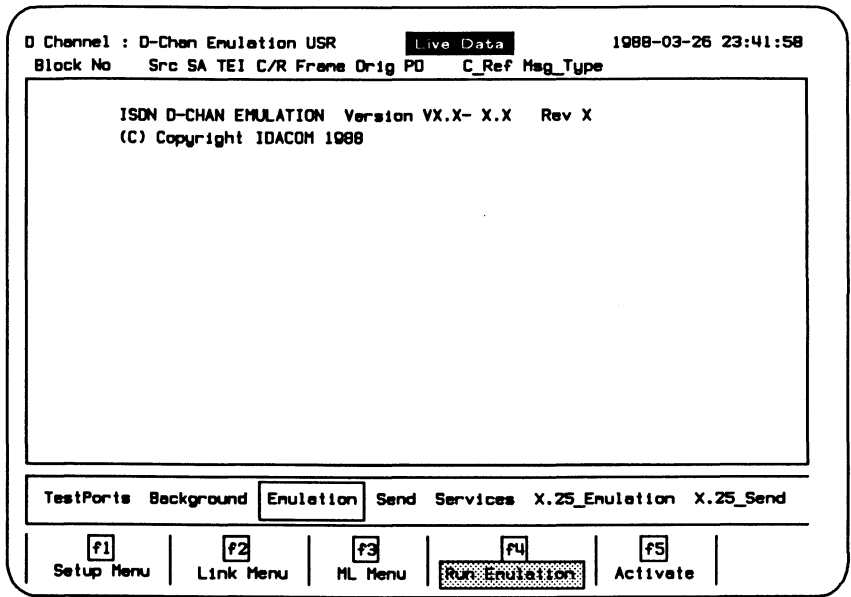 D Channel : D-Chan Emulation USR Live Data 1988-03-26 23:41:58
Block No Src SA TEI C/R Frame Orig PD C_Ref Msg_Type
ISDN D-CHAN EMULATION Version VX.X- X.X Rev X
(C) Copyright IDACOM 1988
TestPorts Background Emulation Send Services X.25_Emulation X.25_Send
f1 f2 f3 f4 f5
Setup Menu Link Menu ML Menu Run Emulation Activate